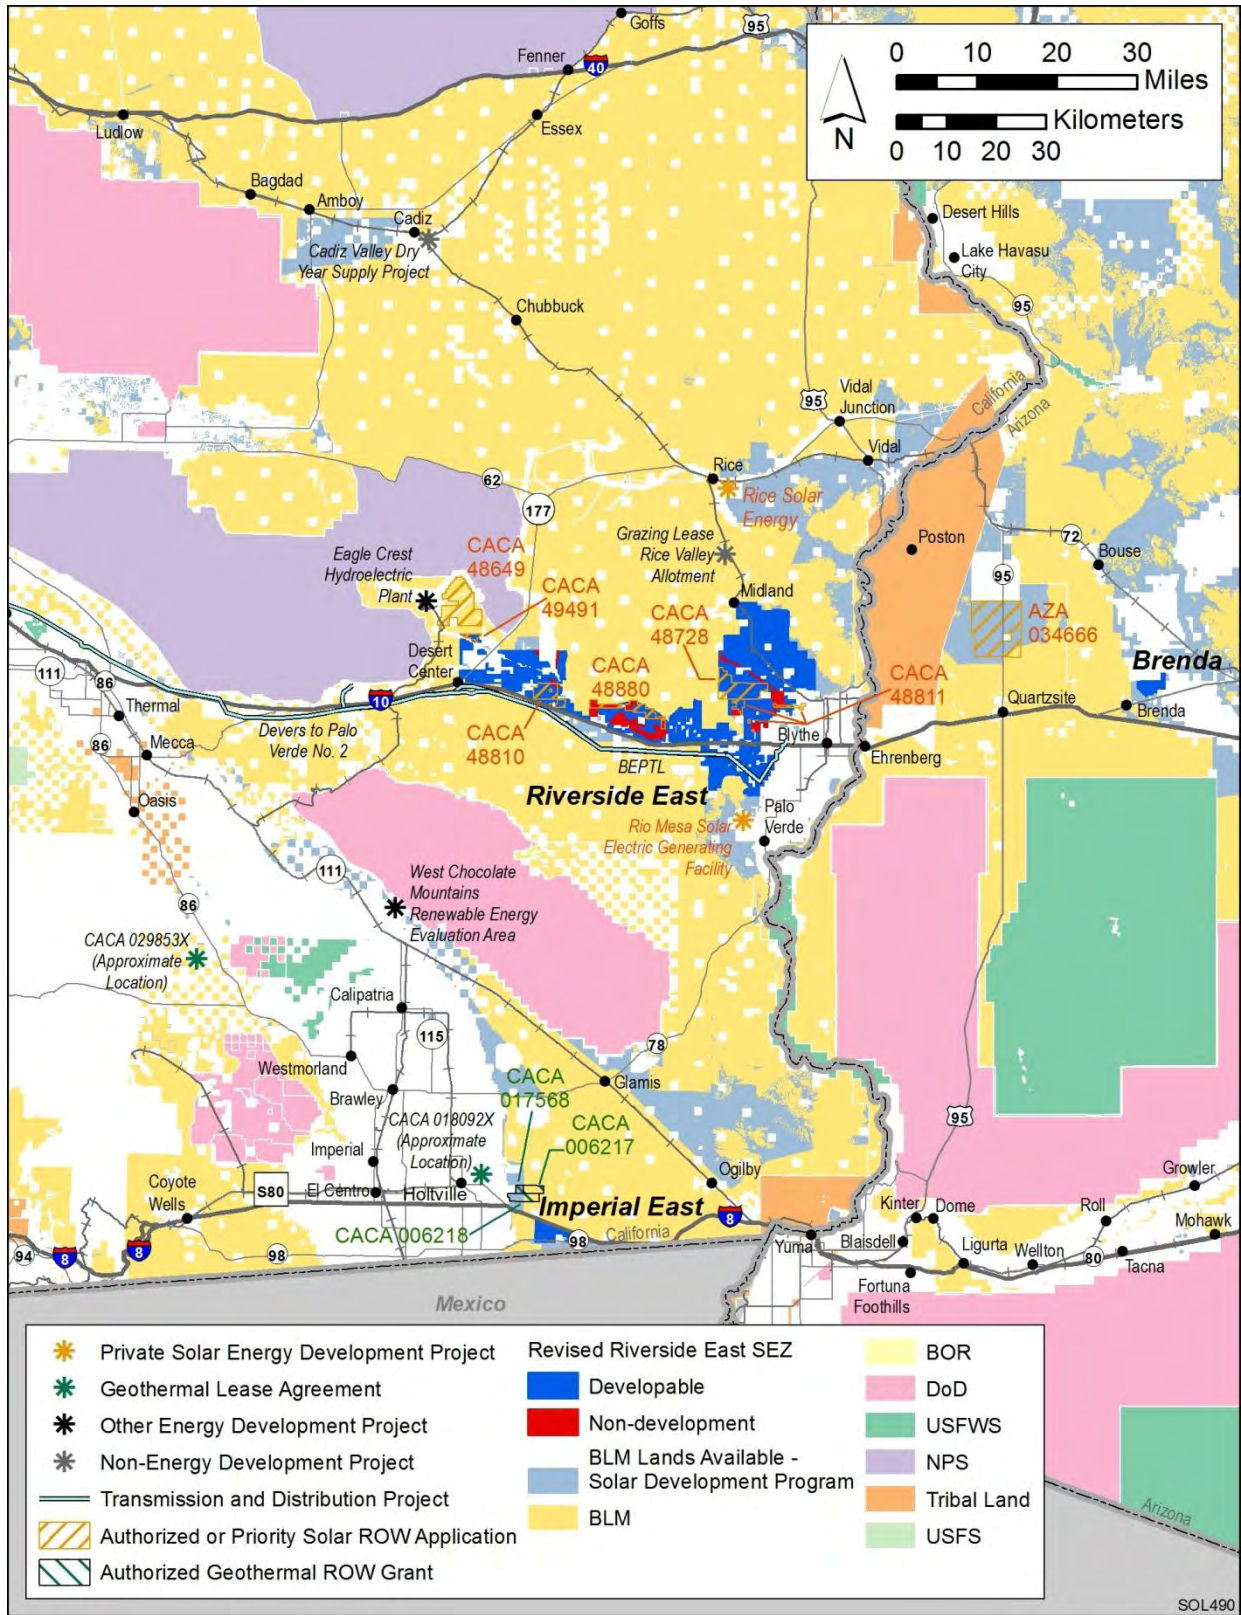 Goffs
95
Fenner
40
0 10 20 30
Miles
Kilometers
0 10 20 30
N
Ludlow
Essex
Bagdad
Amboy
Cadiz
Cadiz Valley Dry
Year Supply Project
Desert Hills
Lake Havasu
City
95
Chubbuck
California
Arizona
95
Vidal
Junction
Vidal
Rice
62
177
Rice Solar
Energy
Grazing Lease
Rice Valley
Allotment
Poston
72
Bouse
95
Eagle Crest
Hydroelectric
Plant
CACA
48649
CACA
49491
Midland
CACA
48728
AZA
034666
Desert
Center
CACA
48880
CACA
48811
Brenda
111
86
Thermal
10
Quartzsite
Brenda
86
Mecca
Devers to Palo
Verde No. 2
CACA
48810
BEPTL
Blythe
Ehrenberg
Oasis
Riverside East
Palo
Verde
Rio Mesa Solar
Electric Generating
Facility
111
86
West Chocolate
Mountains
Renewable Energy
Evaluation Area
CACA 029853X
(Approximate
Location)
Calipatria
115
78
Westmorland
Brawley
Glamis
CACA
017568
CACA 018092X
(Approximate
Location)
CACA
006217
95
Imperial
Ogilby
Growler
Coyote
Wells
S80
El Centro
Holtville
Imperial East
CACA 006218
8
California
98
Kinter
Dome
Roll
Mohawk
94
8
8
98
Yuma
Blaisdell
Ligurta
Wellton
80
Tacna
Fortuna
Foothills
Mexico
Arizona
Private Solar Energy Development Project
Geothermal Lease Agreement
Other Energy Development Project
Non-Energy Development Project
Transmission and Distribution Project
Authorized or Priority Solar ROW Application
Authorized Geothermal ROW Grant
Revised Riverside East SEZ
Developable
Non-development
BLM Lands Available -
Solar Development Program
BLM
BOR
DoD
USFWS
NPS
Tribal Land
USFS
SOL490